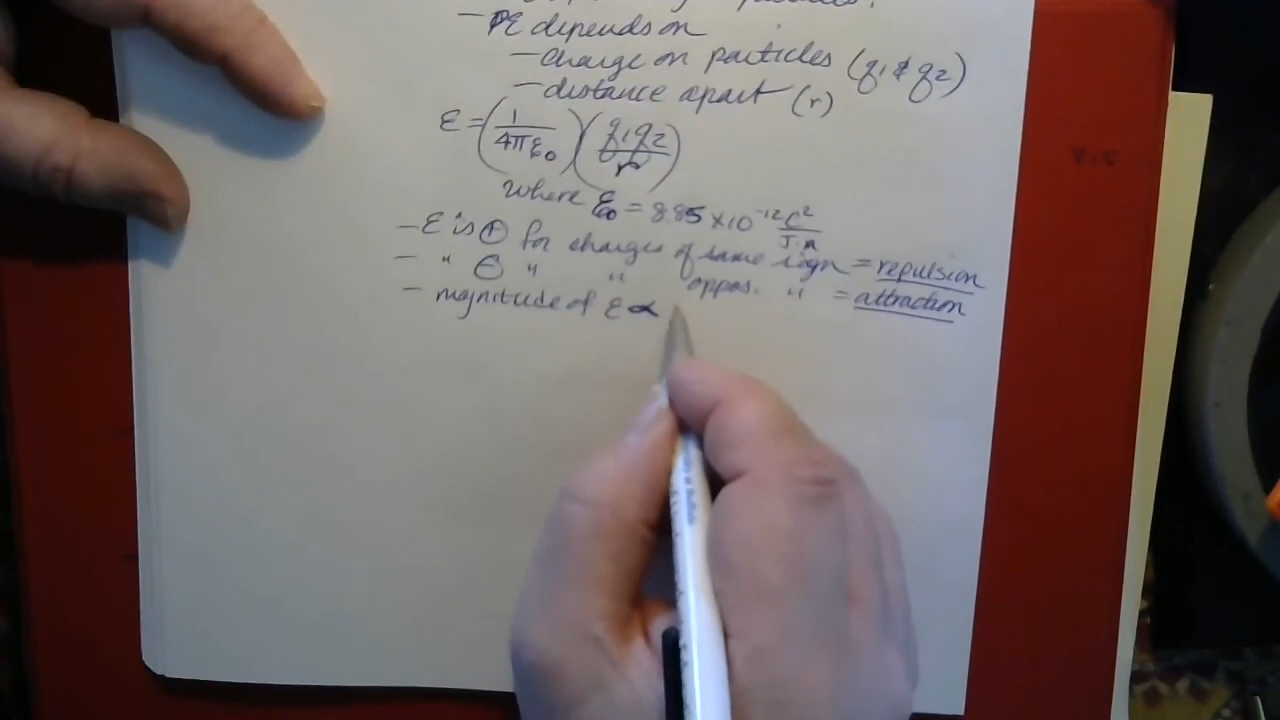 - PE depends on
- charge on particles (q₁ & q₂)
- distance apart (r)
ε = (1/4πε₀)(q₁q₂/r)
where ε₀ = 8.85 × 10⁻¹² C²/J·m
- ε is ⊕ for charges of same sign = repulsion
- " ⊖ " " oppos. " = attraction
- magnitude of ε ∝